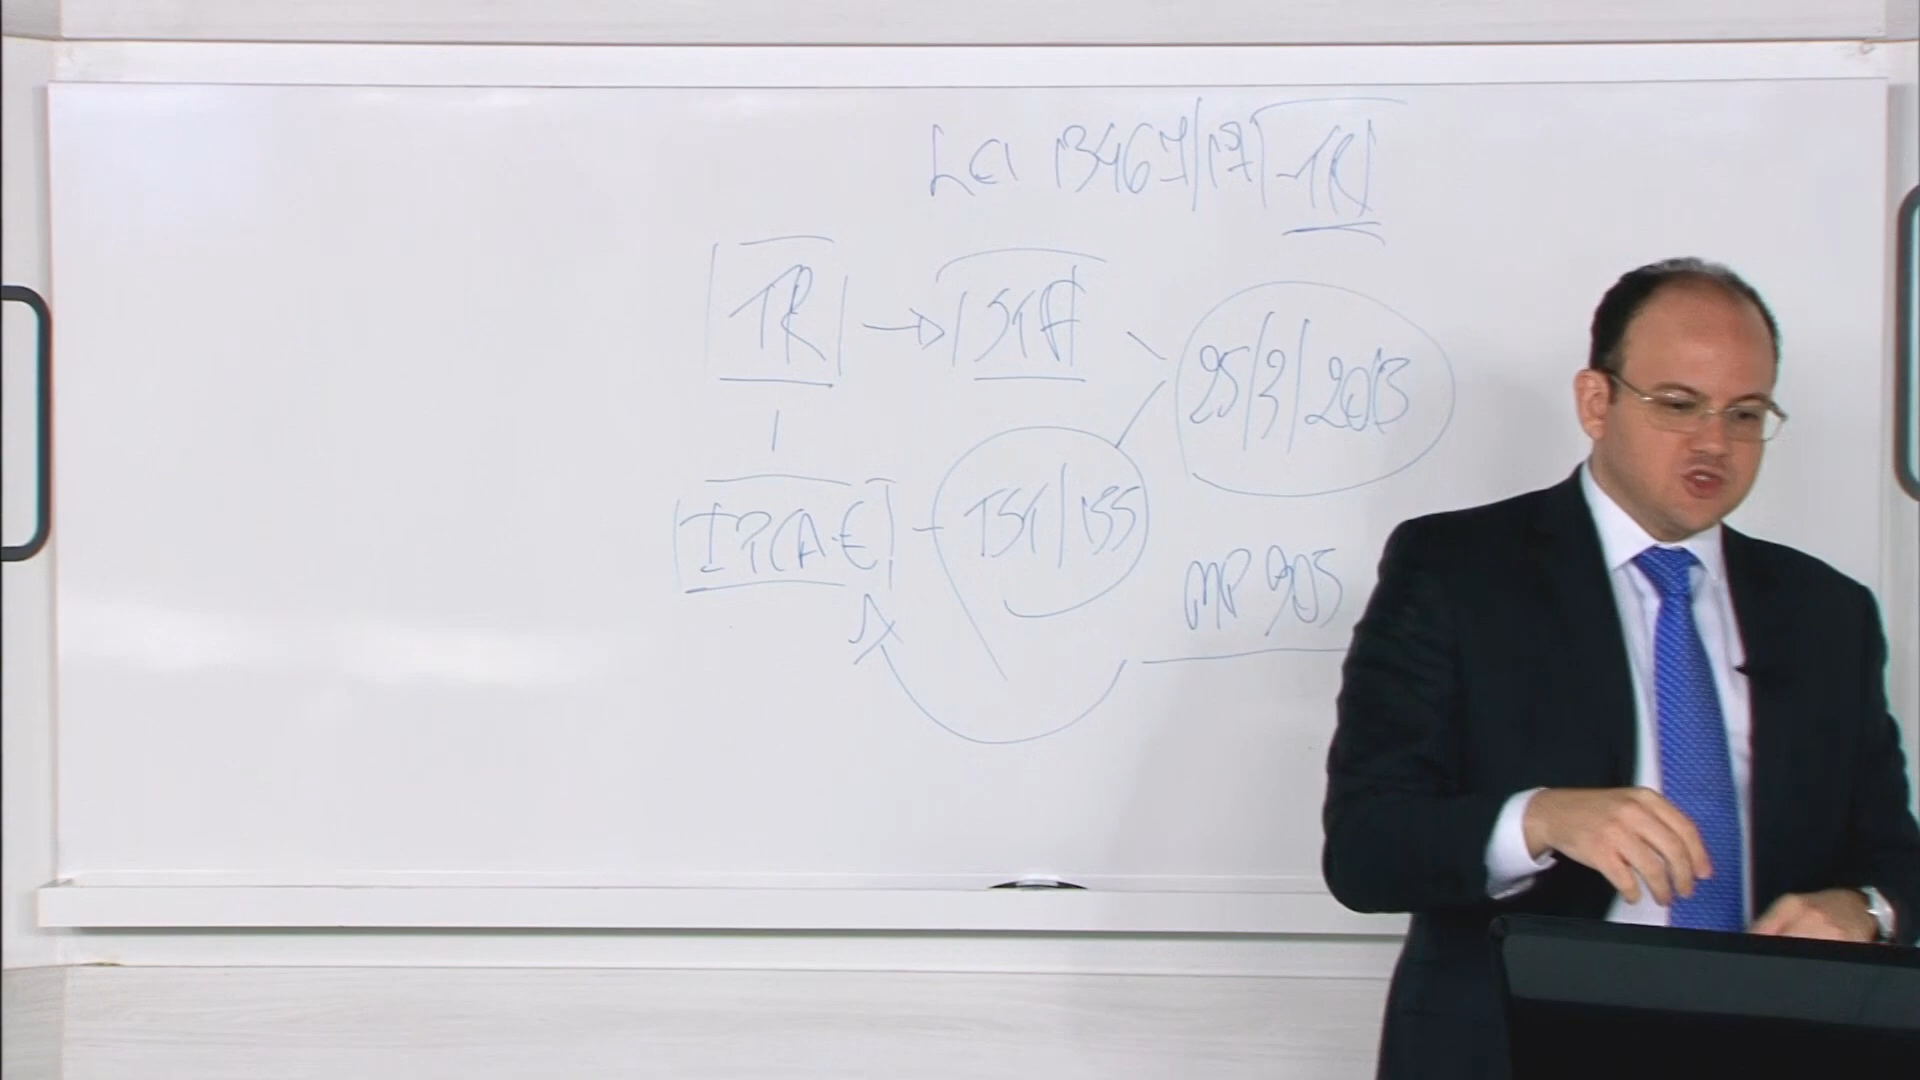 Lei 13467/17 - TR
TR → STF
25/3/2015
IPCA-E - TST/155
MP 905